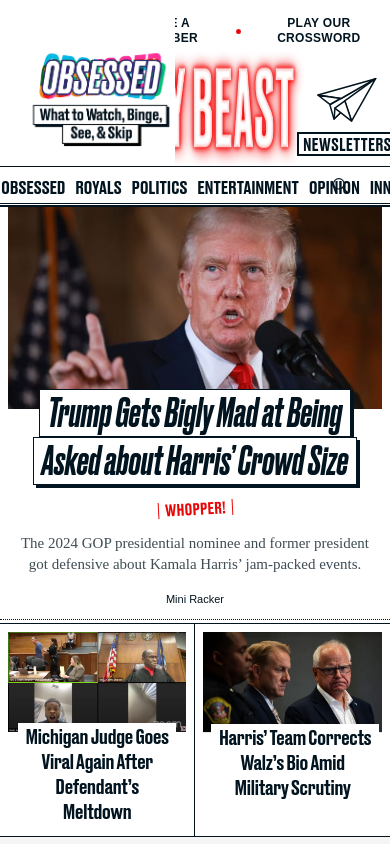 E A
BER
PLAY OUR
CROSSWORD
OBSESSED
What to Watch, Binge,
See, & Skip
Y BEAST
NEWSLETTERS
OBSESSED ROYALS POLITICS ENTERTAINMENT OPINION INN
Trump Gets Bigly Mad at Being
Asked about Harris’ Crowd Size
WHOPPER!
The 2024 GOP presidential nominee and former president
got defensive about Kamala Harris’ jam-packed events.
Mini Racker
Michigan Judge Goes
Viral Again After
Defendant’s
Meltdown
Harris’ Team Corrects
Walz’s Bio Amid
Military Scrutiny